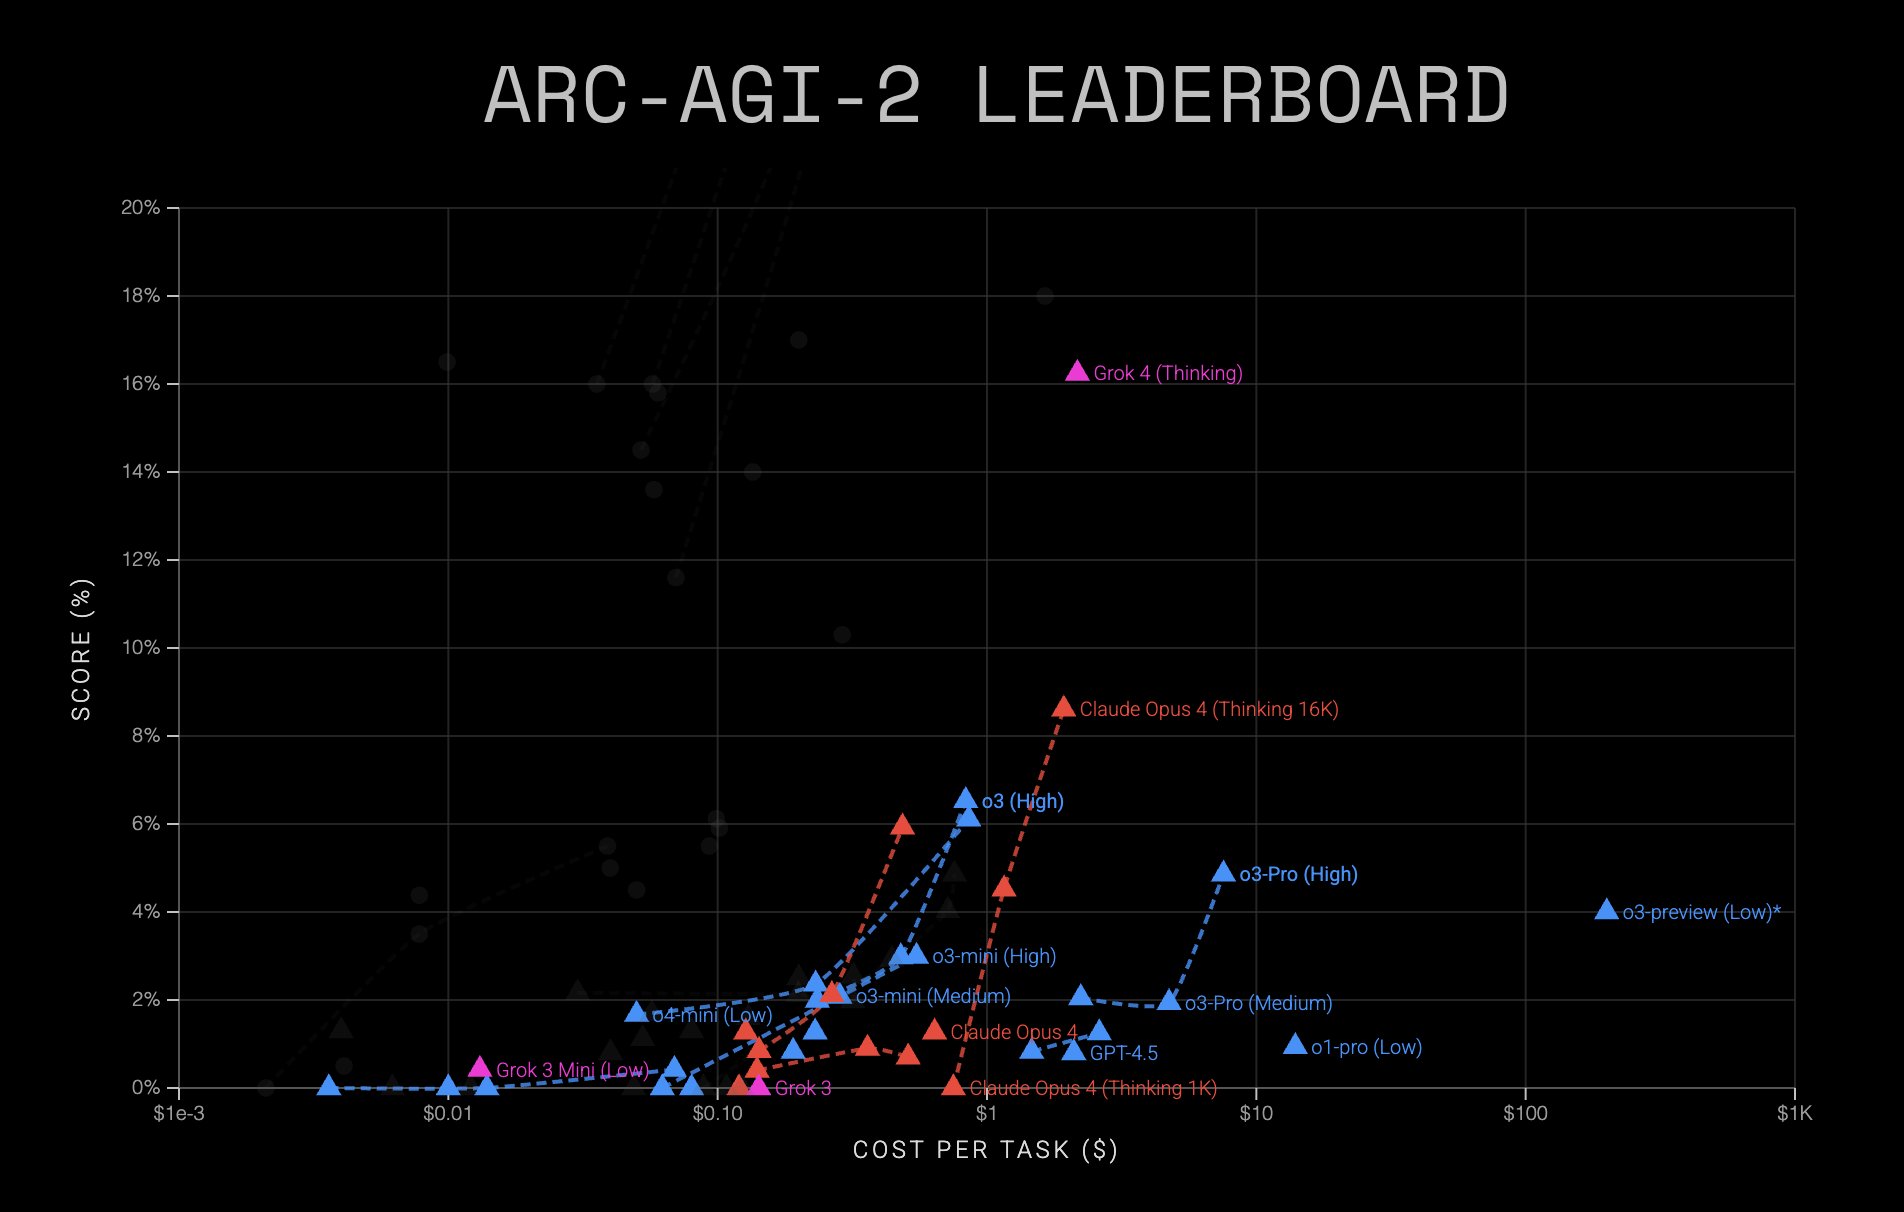 ARC-AGI-2 LEADERBOARD
20%
18%
16%
14%
12%
10%
8%
6%
4%
2%
0%
SCORE (%)
Grok 4 (Thinking)
Claude Opus 4 (Thinking 16K)
o3 (High)
o3-Pro (High)
o3-preview (Low)*
o3-mini (High)
o3-mini (Medium)
o3-Pro (Medium)
o4-mini (Low)
Claude Opus 4
GPT-4.5
o1-pro (Low)
Grok 3 Mini (Low)
Grok 3
Claude Opus 4 (Thinking 1K)
$1e-3
$0.01
$0.10
$1
$10
$100
$1K
COST PER TASK ($)